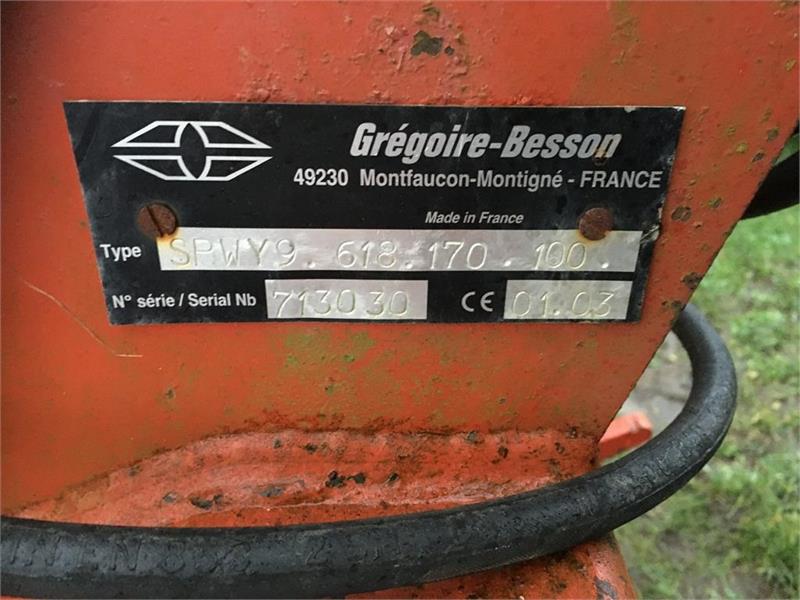 Grégoire-Besson
49230 Montfaucon-Montigné - FRANCE
Made in France
Type SPWY9. 618.170.100.
N° série / Serial Nb 713030 CE 01.03